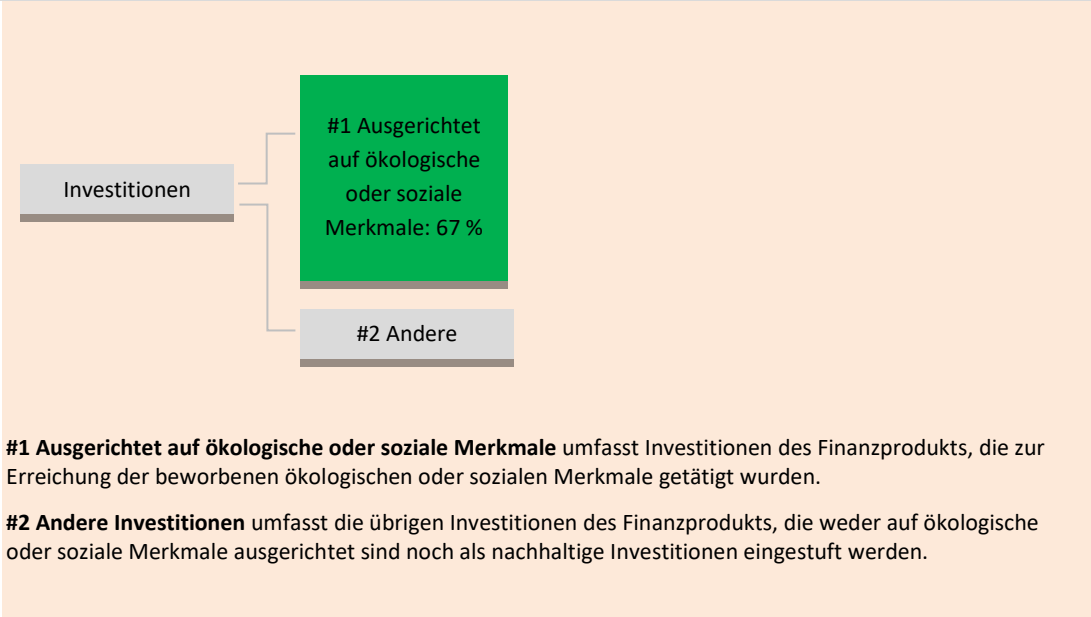 #1 Ausgerichtet
auf ökologische
oder soziale
Merkmale: 67 %
Investitionen
#2 Andere
#1 Ausgerichtet auf ökologische oder soziale Merkmale umfasst Investitionen des Finanzprodukts, die zur
Erreichung der beworbenen ökologischen oder sozialen Merkmale getätigt wurden.
#2 Andere Investitionen umfasst die übrigen Investitionen des Finanzprodukts, die weder auf ökologische
oder soziale Merkmale ausgerichtet sind noch als nachhaltige Investitionen eingestuft werden.